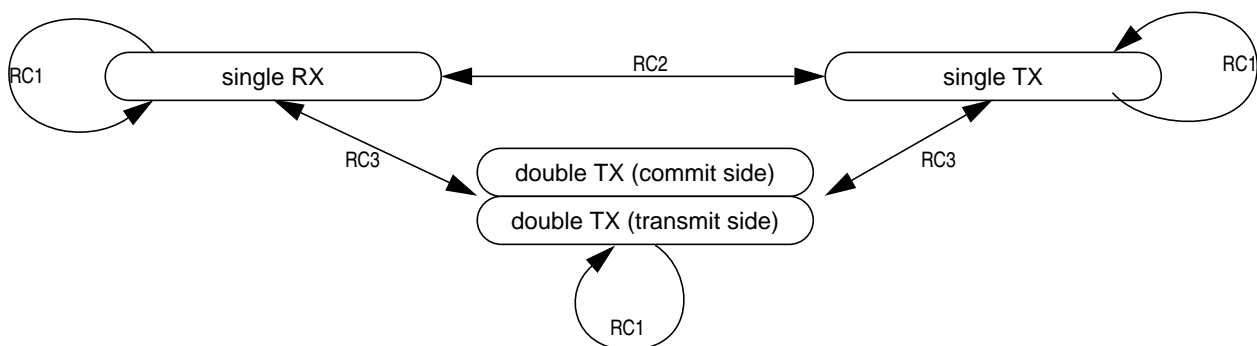 RC2
RC1
single RX
single TX
RC1
RC3
RC3
double TX (commit side)
double TX (transmit side)
RC1